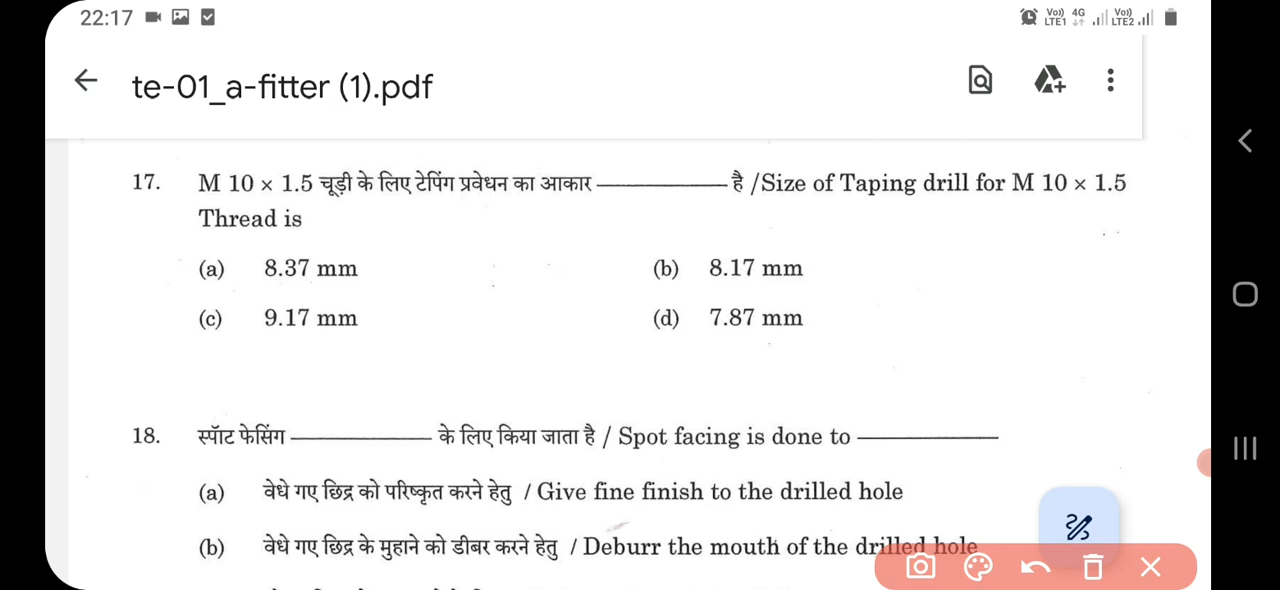 22:17
Vo)) 4G Vo))
LTE1 LTE2
te-01_a-fitter (1).pdf
17. M 10 × 1.5 चूड़ी के लिए टेपिंग प्रवेधन का आकार ———— है /Size of Taping drill for M 10 × 1.5
Thread is
(a) 8.37 mm (b) 8.17 mm
(c) 9.17 mm (d) 7.87 mm
18. स्पॉट फेसिंग ———— के लिए किया जाता है / Spot facing is done to ————
(a) वेधे गए छिद्र को परिष्कृत करने हेतु / Give fine finish to the drilled hole
(b) वेधे गए छिद्र के मुहाने को डीबर करने हेतु / Deburr the mouth of the drilled hole